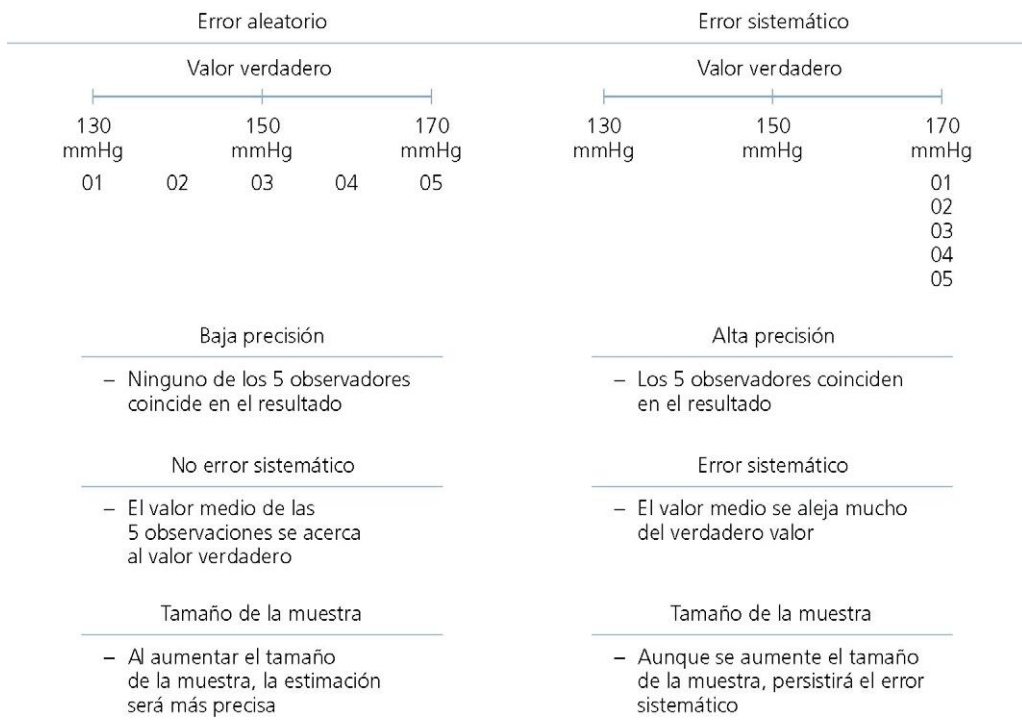 Error aleatorio
Valor verdadero
130 mmHg
150 mmHg
170 mmHg
01 02 03 04 05
Baja precisión
– Ninguno de los 5 observadores
coincide en el resultado
No error sistemático
– El valor medio de las
5 observaciones se acerca
al valor verdadero
Tamaño de la muestra
– Al aumentar el tamaño
de la muestra, la estimación
será más precisa
Error sistemático
Valor verdadero
130 mmHg
150 mmHg
170 mmHg
01
02
03
04
05
Alta precisión
– Los 5 observadores coinciden
en el resultado
Error sistemático
– El valor medio se aleja mucho
del verdadero valor
Tamaño de la muestra
– Aunque se aumente el tamaño
de la muestra, persistirá el error
sistemático